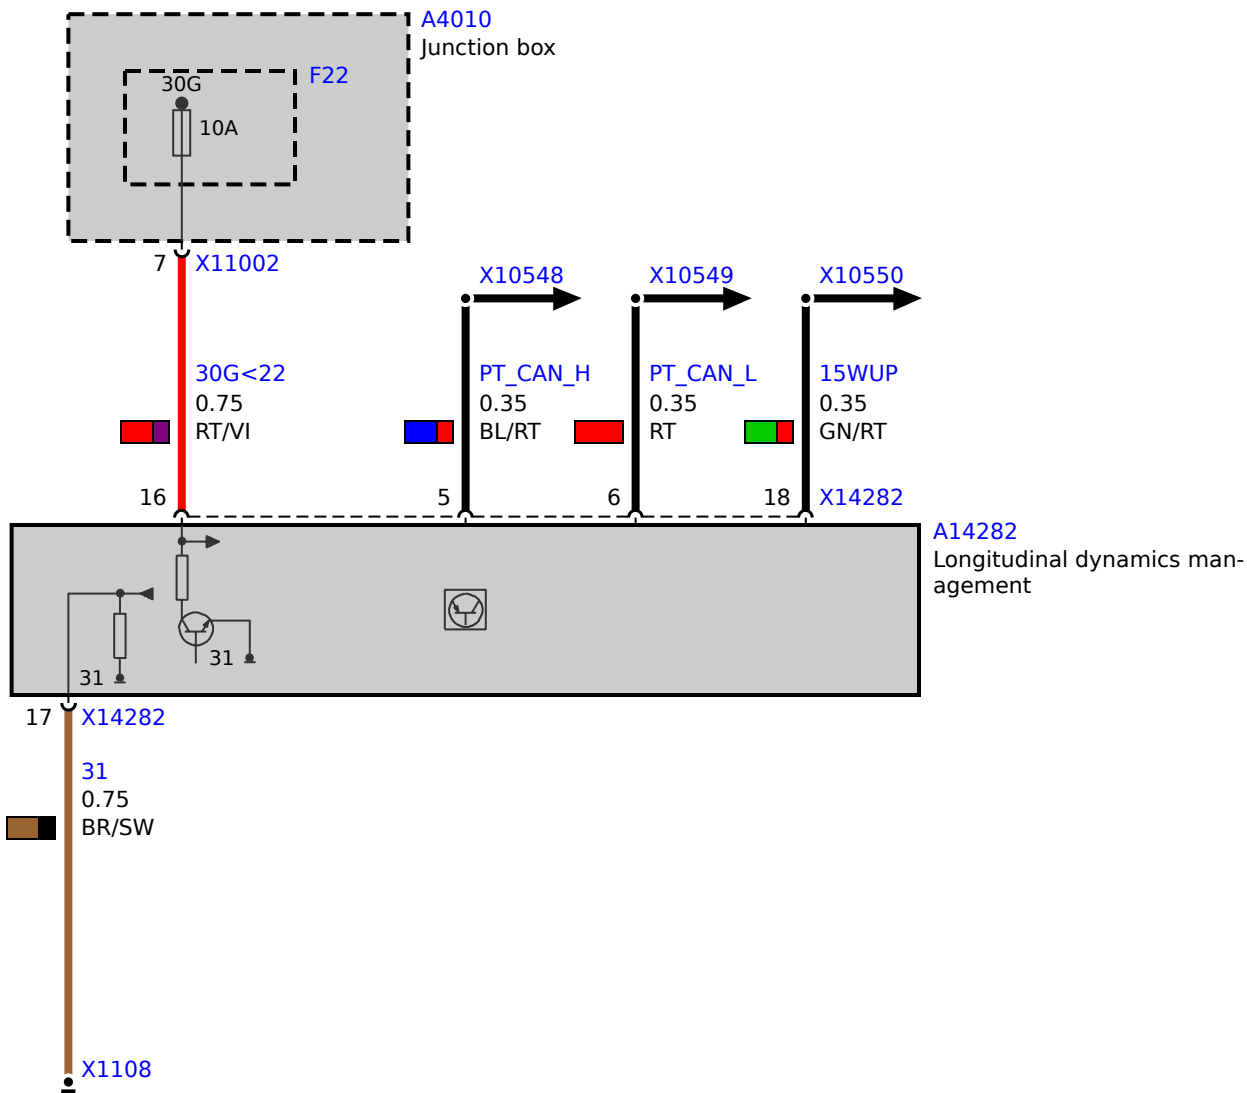 A4010
Junction box
F22
30G
10A
7
X11002
X10548
X10549
X10550
30G<22
0.75
RT/VI
PT_CAN_H
0.35
BL/RT
PT_CAN_L
0.35
RT
15WUP
0.35
GN/RT
16
5
6
18
X14282
A14282
Longitudinal dynamics man-
agement
31
31
17
X14282
31
0.75
BR/SW
X1108